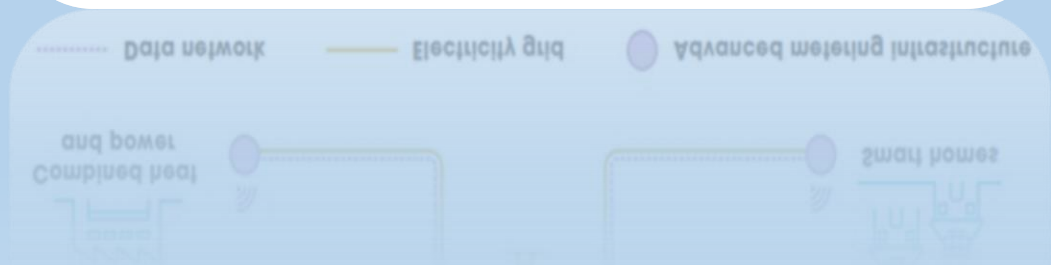 Data network
Electricity grid
Advanced metering infrastructure
Combined heat
and power
Smart homes